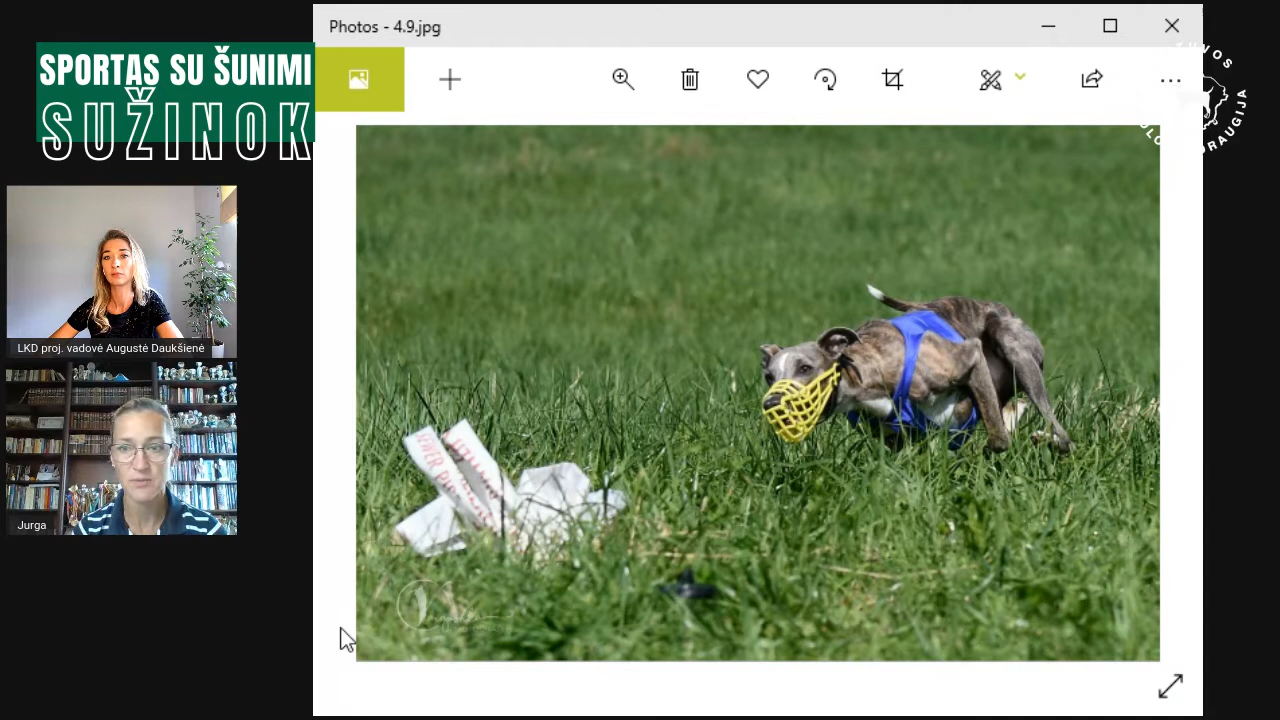 Photos - 4.9.jpg
SPORTAS SU ŠUNIMI
SUŽINOK
LKD proj. vadovė Augustė Daukšienė
Jurga